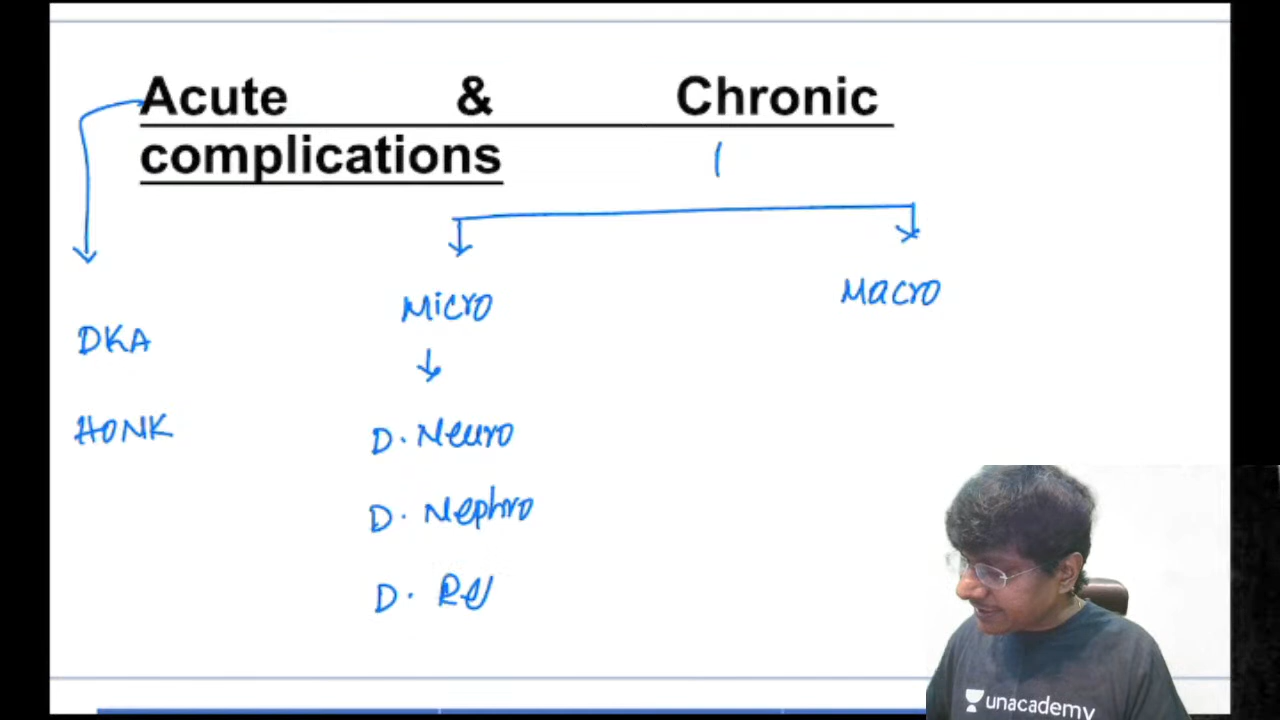 Acute & Chronic
complications
Micro
Macro
DKA
HONK
D. Neuro
D. Nephro
D. Re
unacademy